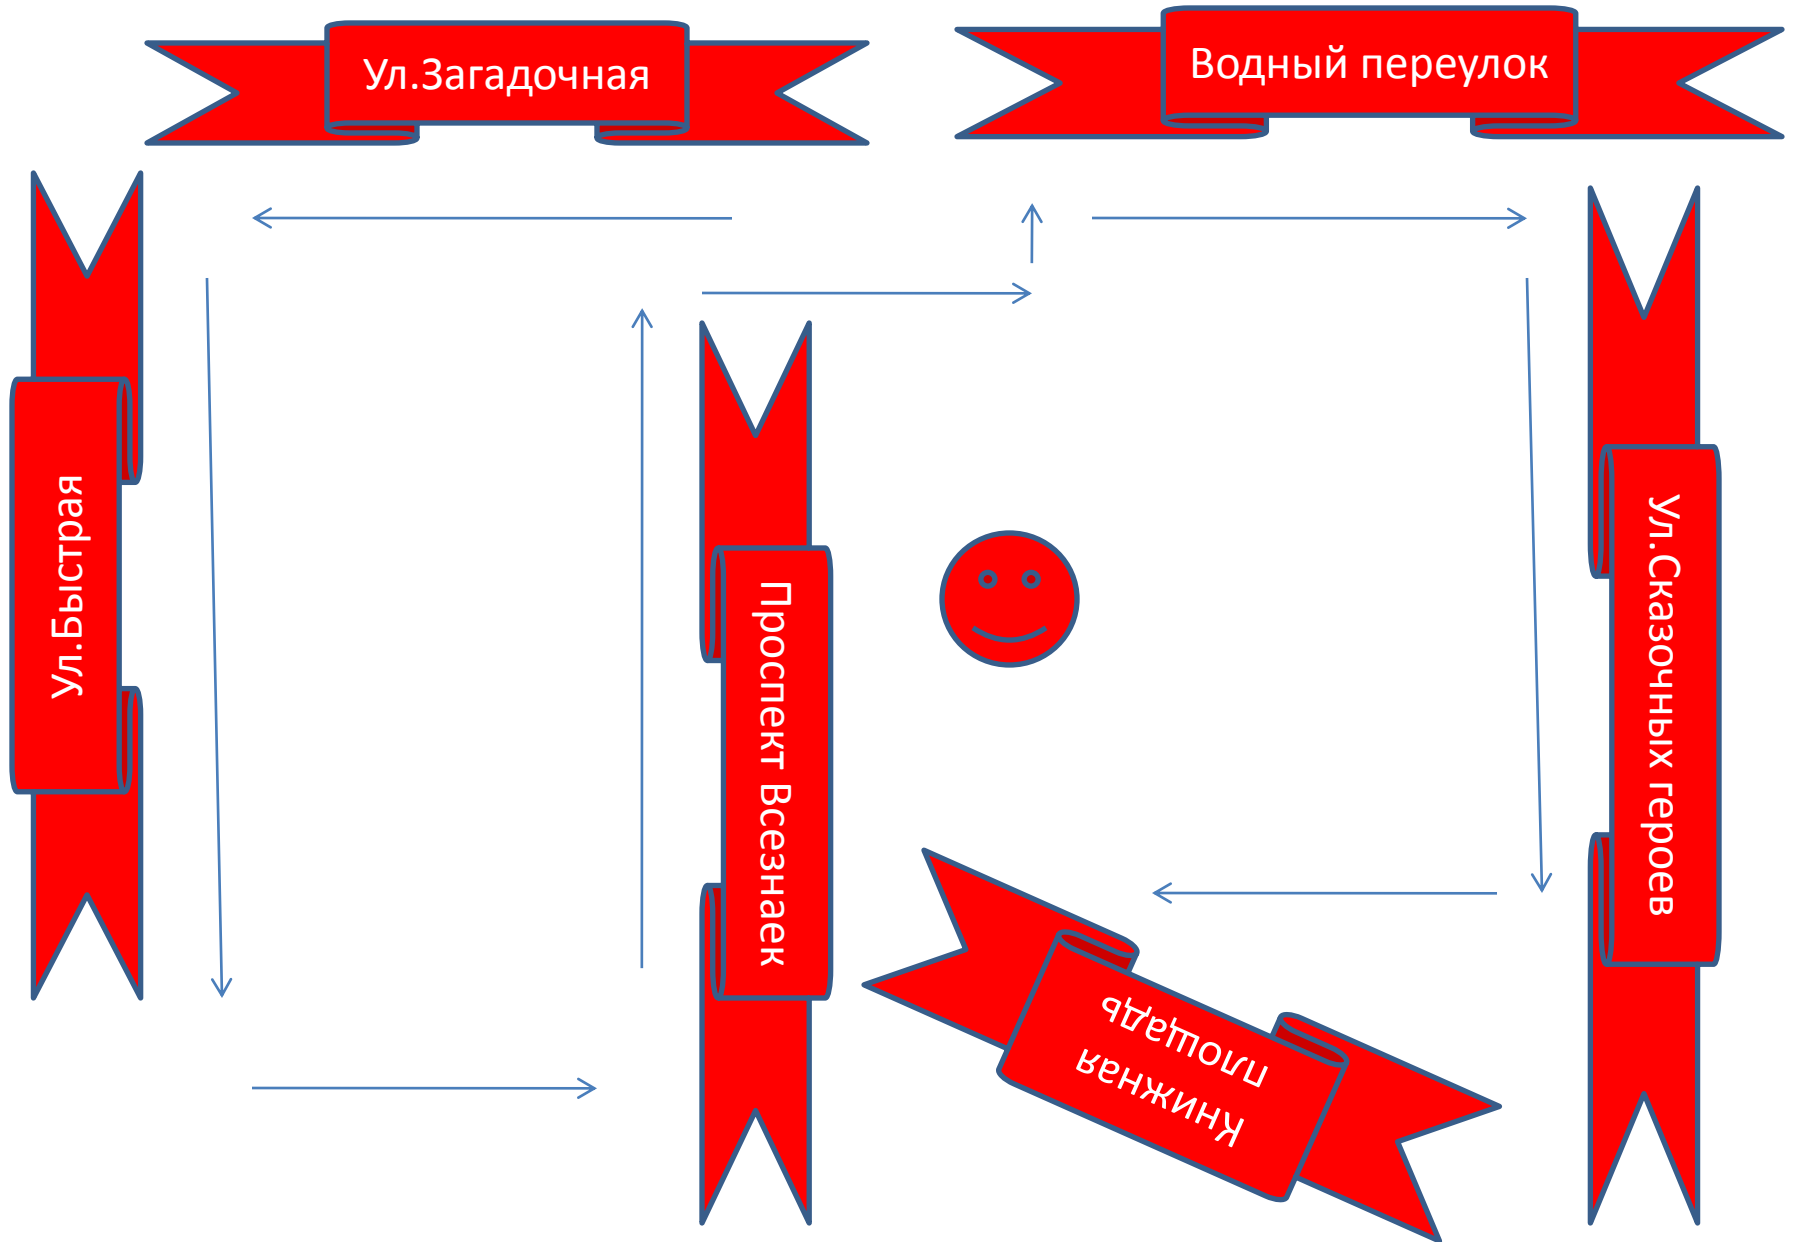 Ул.Загадочная
Водный переулок
Ул.Быстрая
Проспект Всезнаек
Ул.Сказочных героев
Книжная
площадь